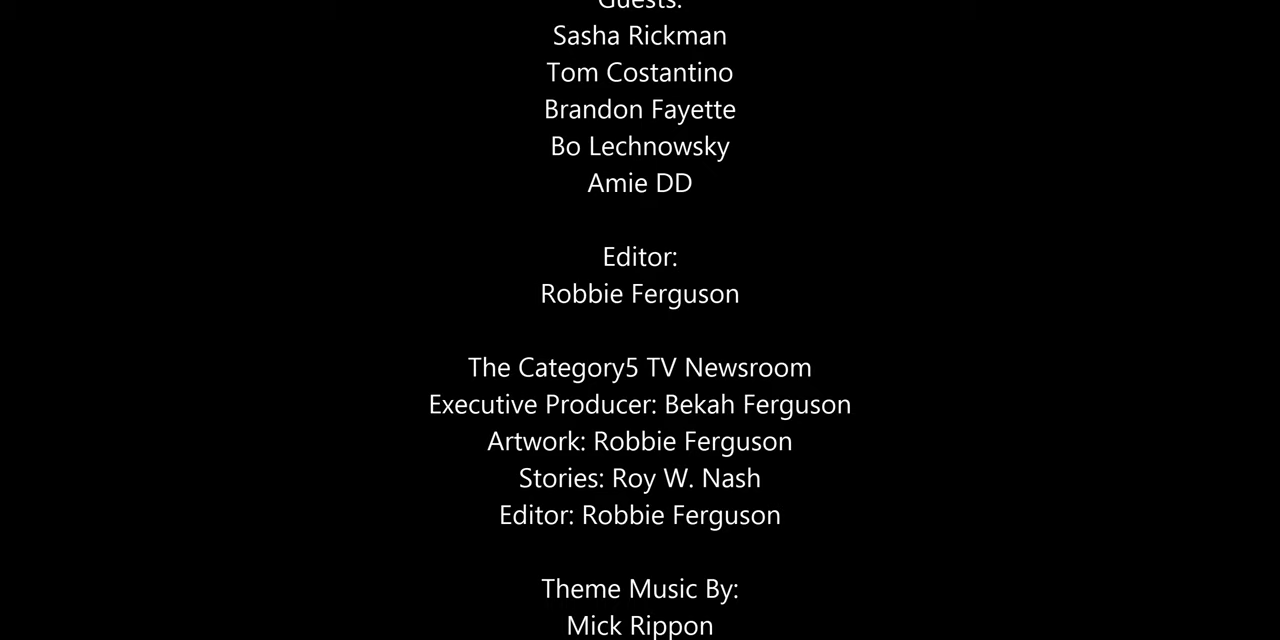 Guests:
Sasha Rickman
Tom Costantino
Brandon Fayette
Bo Lechnowsky
Amie DD
Editor:
Robbie Ferguson
The Category5 TV Newsroom
Executive Producer: Bekah Ferguson
Artwork: Robbie Ferguson
Stories: Roy W. Nash
Editor: Robbie Ferguson
Theme Music By:
Mick Rippon